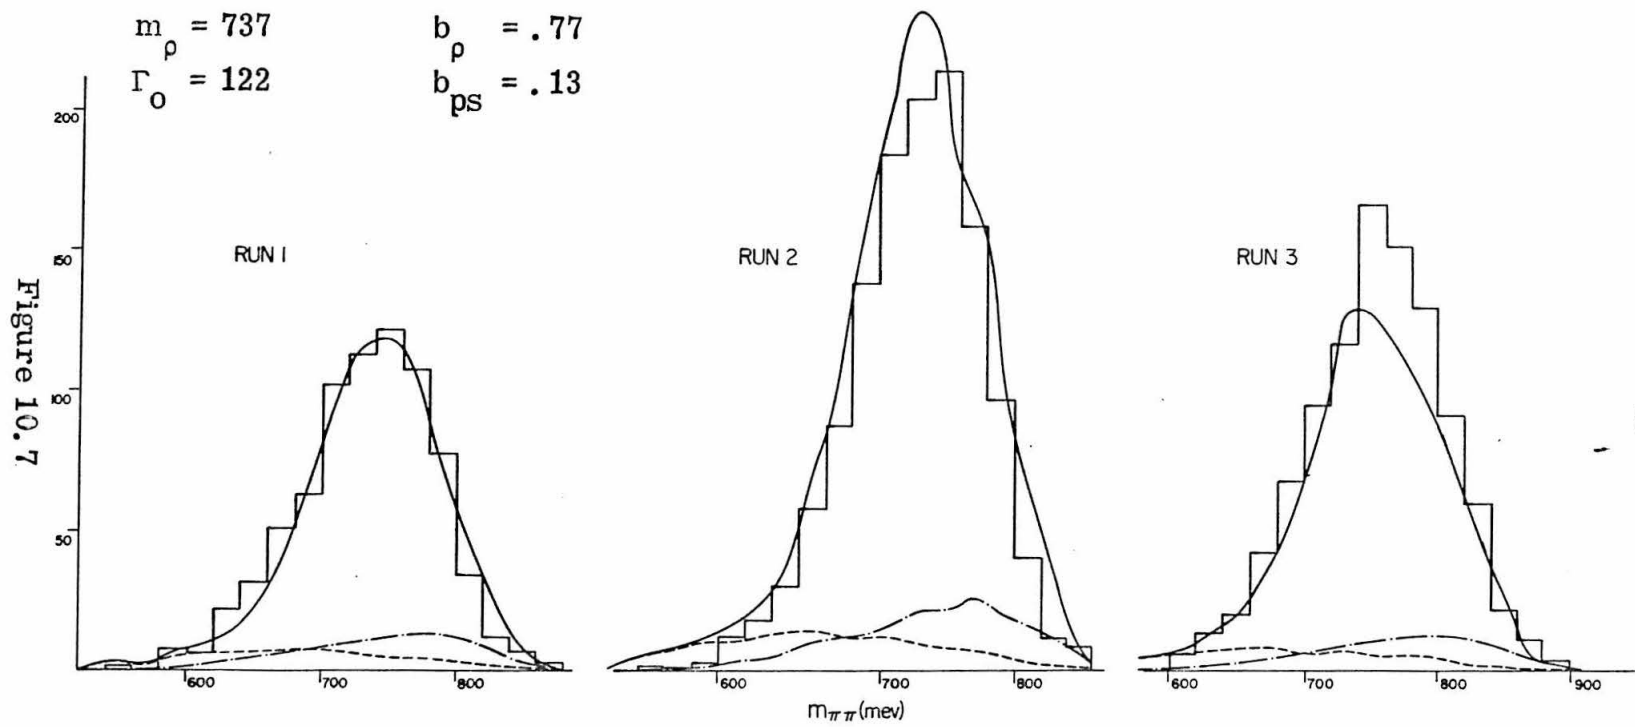 m_ρ = 737 b_ρ = .77
Γ_o = 122 b_ps = .13
200
150
100
50
RUN 1
RUN 2
RUN 3
600 700 800 600 700 800 600 700 800 900
m_ππ (mev)
Figure 10.7